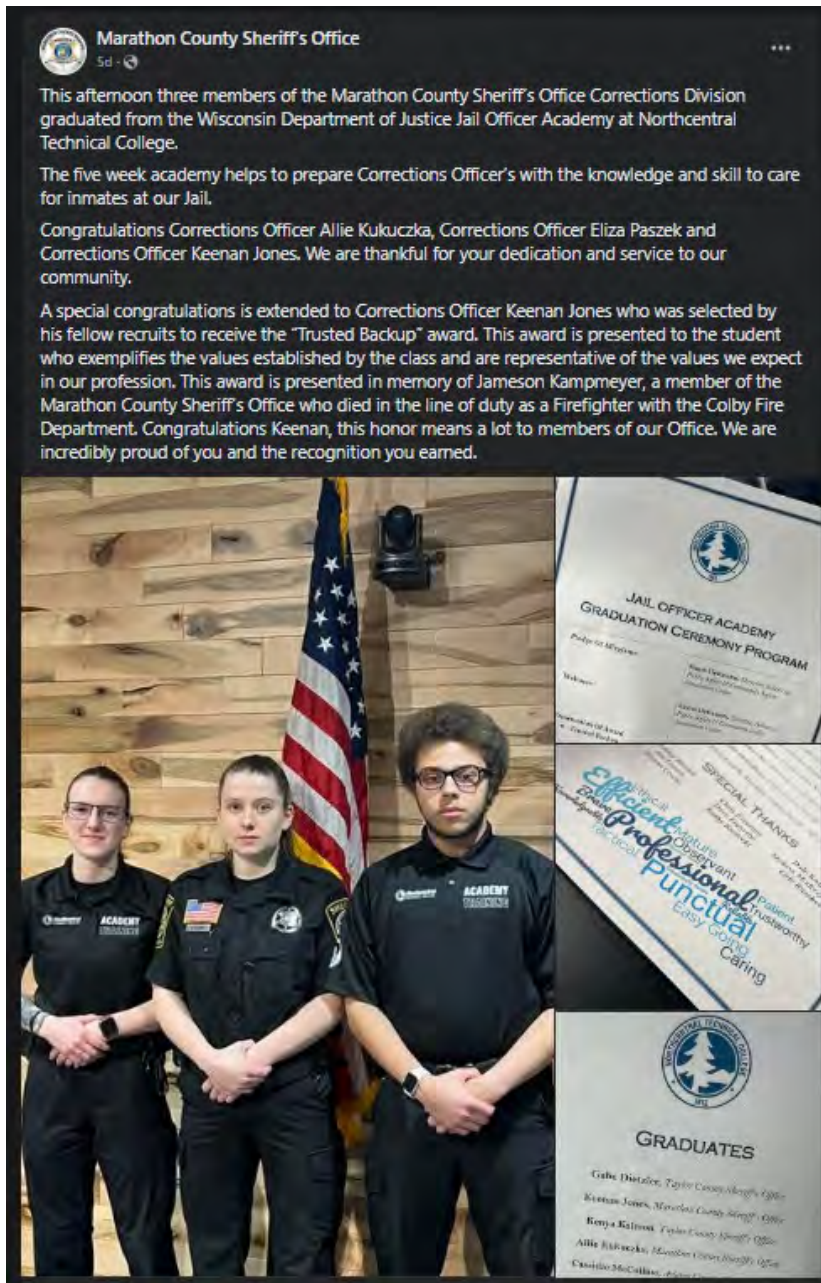 Marathon County Sheriff's Office
5d ·
This afternoon three members of the Marathon County Sheriff's Office Corrections Division
graduated from the Wisconsin Department of Justice Jail Officer Academy at Northcentral
Technical College.
The five week academy helps to prepare Corrections Officer's with the knowledge and skill to care
for inmates at our Jail.
Congratulations Corrections Officer Allie Kukuczka, Corrections Officer Eliza Paszek and
Corrections Officer Keenan Jones. We are thankful for your dedication and service to our
community.
A special congratulations is extended to Corrections Officer Keenan Jones who was selected by
his fellow recruits to receive the "Trusted Backup" award. This award is presented to the student
who exemplifies the values established by the class and are representative of the values we expect
in our profession. This award is presented in memory of Jameson Kampmeyer, a member of the
Marathon County Sheriff's Office who died in the line of duty as a Firefighter with the Colby Fire
Department. Congratulations Keenan, this honor means a lot to members of our Office. We are
incredibly proud of you and the recognition you earned.
ACADEMY
TRAINING
ACADEMY
TRAINING
JAIL OFFICER ACADEMY
GRADUATION CEREMONY PROGRAM
Welcome:
SPECIAL THANKS
Ethical
Efficient
Mature
Brave
Observant
Knowledgeable
Professional
Tactical
Patient
Punctual
Trustworthy
Easy Going
Caring
NORTHCENTRAL TECHNICAL COLLEGE
1912
GRADUATES
Gabe Dietzler, Taylor County Sheriff's Office
Keenan Jones, Marathon County Sheriff's Office
Kenya Taylor County Sheriff's Office
Allie Kukuczka, Marathon County Sheriff's Office